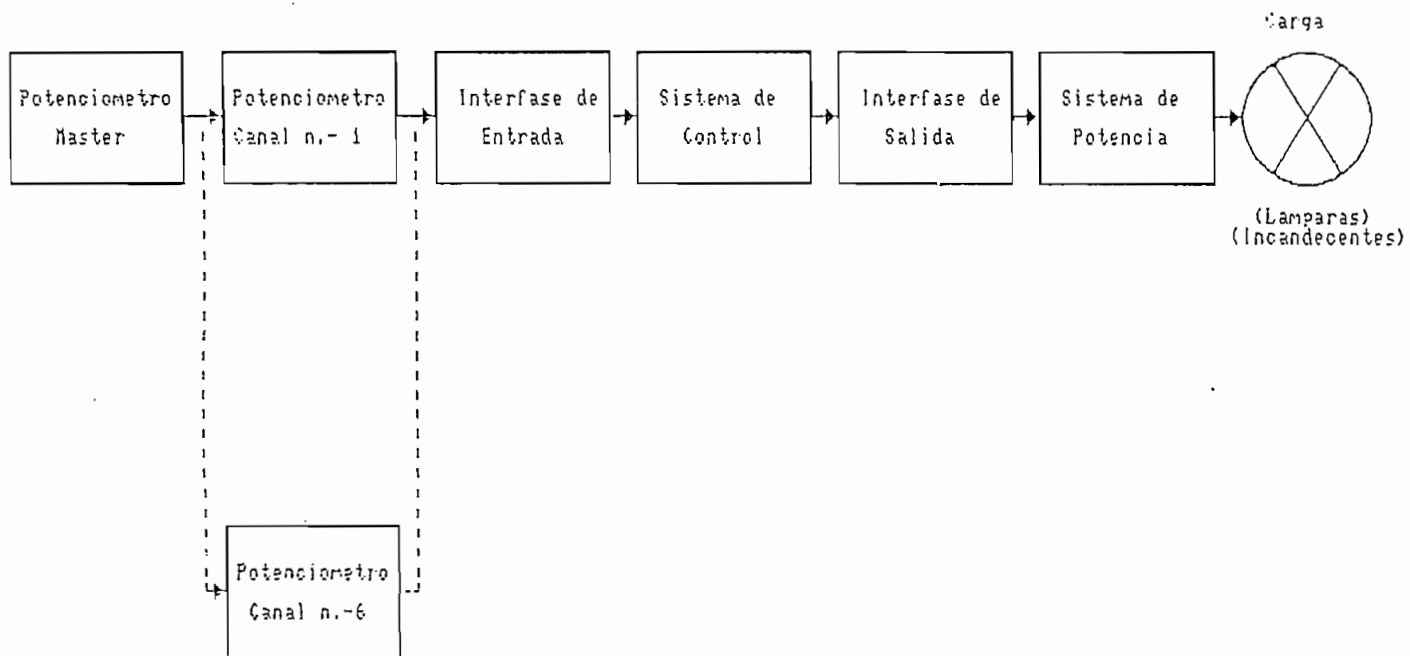 Carga
Potenciometro
Master
Potenciometro
Canal n.- 1
Interfase de
Entrada
Sistema de
Control
Interfase de
Salida
Sistema de
Potencia
(Lamparas)
(Incandecentes)
Potenciometro
Canal n.-6